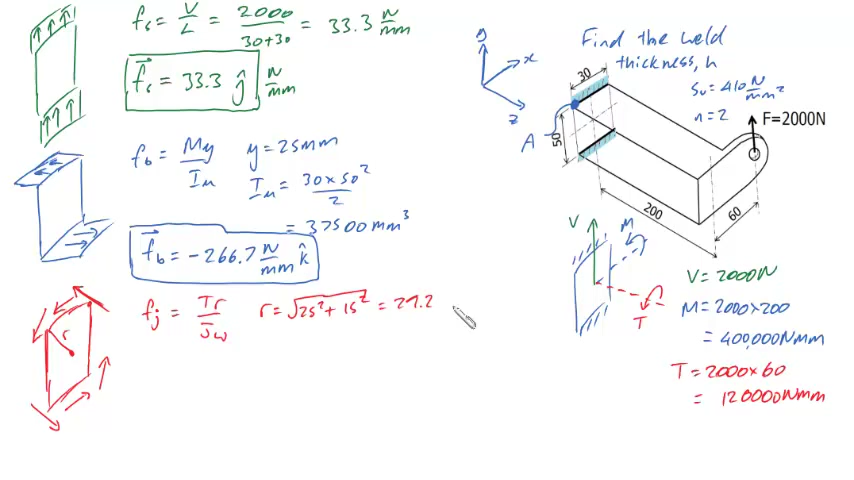 fs = V/L = 2000/30+30 = 33.3 N/mm
fs = 33.3 ĵ N/mm
fb = My/Iu y = 25mm
Iu = 30 x 50²/2
= 37500 mm³
fb = -266.7 N/mm k̂
fj = Tr/Jw r = √25² + 15² = 29.2
r
y
x
z
Find the weld
thickness, h
Su = 410 N/mm²
n = 2
30
A
50
F=2000N
200
60
V
M
T
V = 2000N
M = 2000 x 200
= 400,000Nmm
T = 2000 x 60
= 120000Nmm